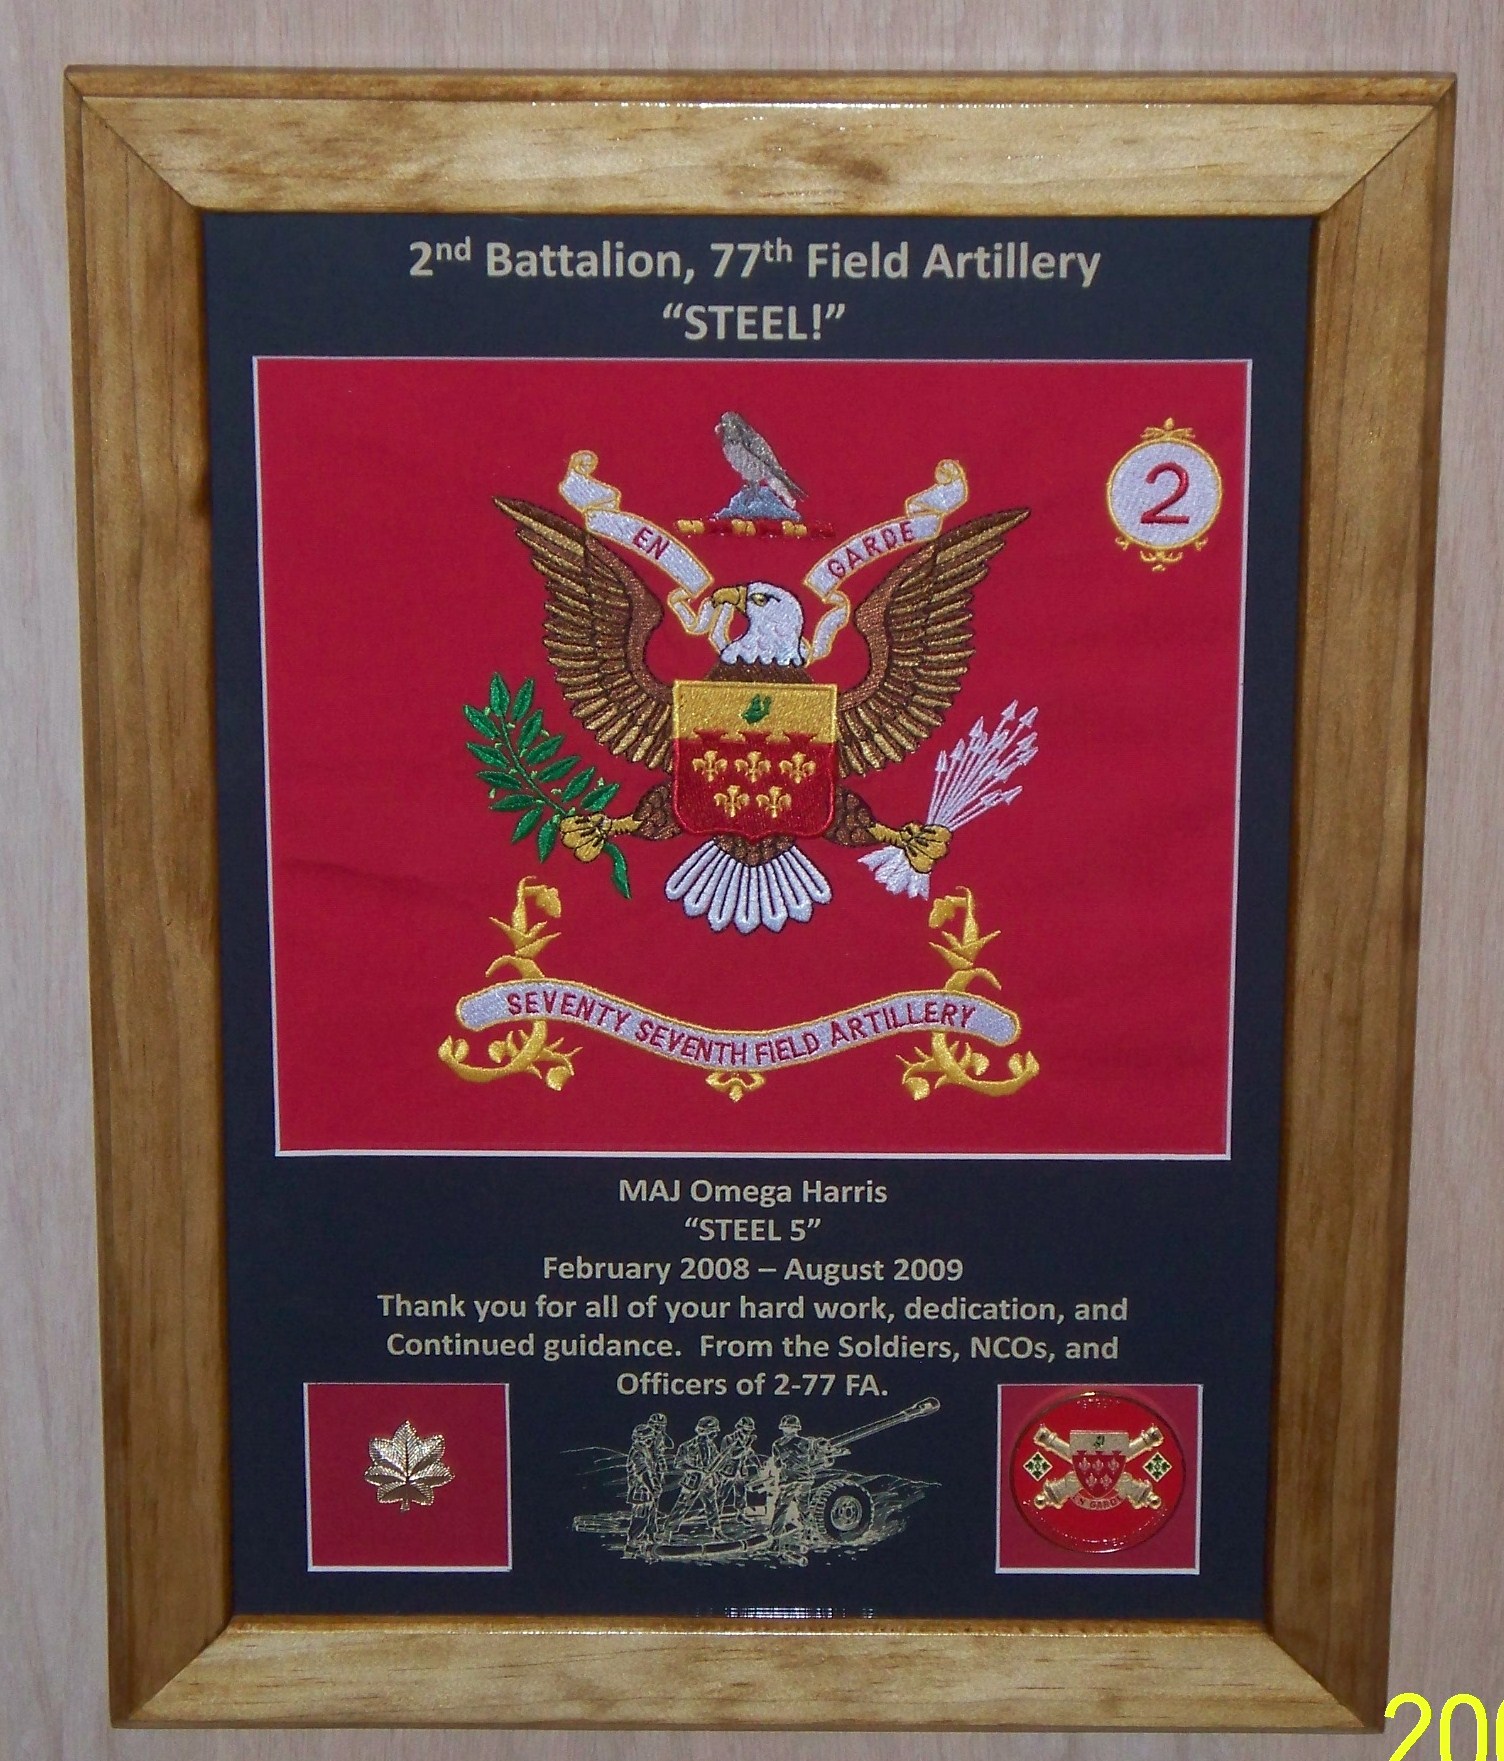 2nd Battalion, 77th Field Artillery
“STEEL!”
2
EN GARDE
SEVENTY SEVENTH FIELD ARTILLERY
MAJ Omega Harris
“STEEL 5”
February 2008 – August 2009
Thank you for all of your hard work, dedication, and
Continued guidance.  From the Soldiers, NCOs, and
Officers of 2-77 FA.